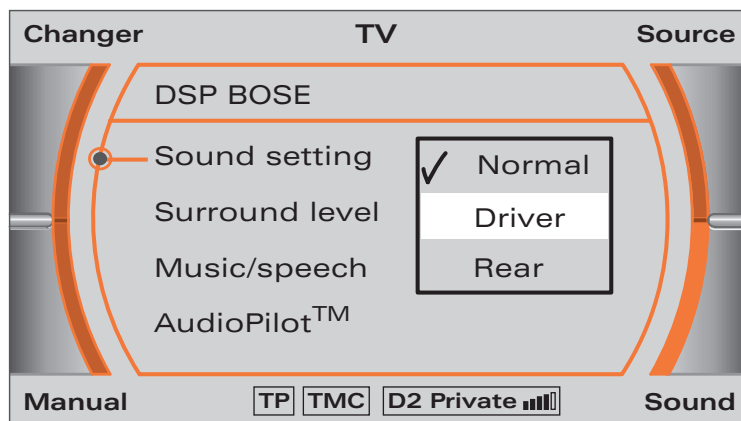 Changer TV Source
DSP BOSE
Sound setting
Surround level
Music/speech
AudioPilot™
✓ Normal
Driver
Rear
Manual TP TMC D2 Private Sound